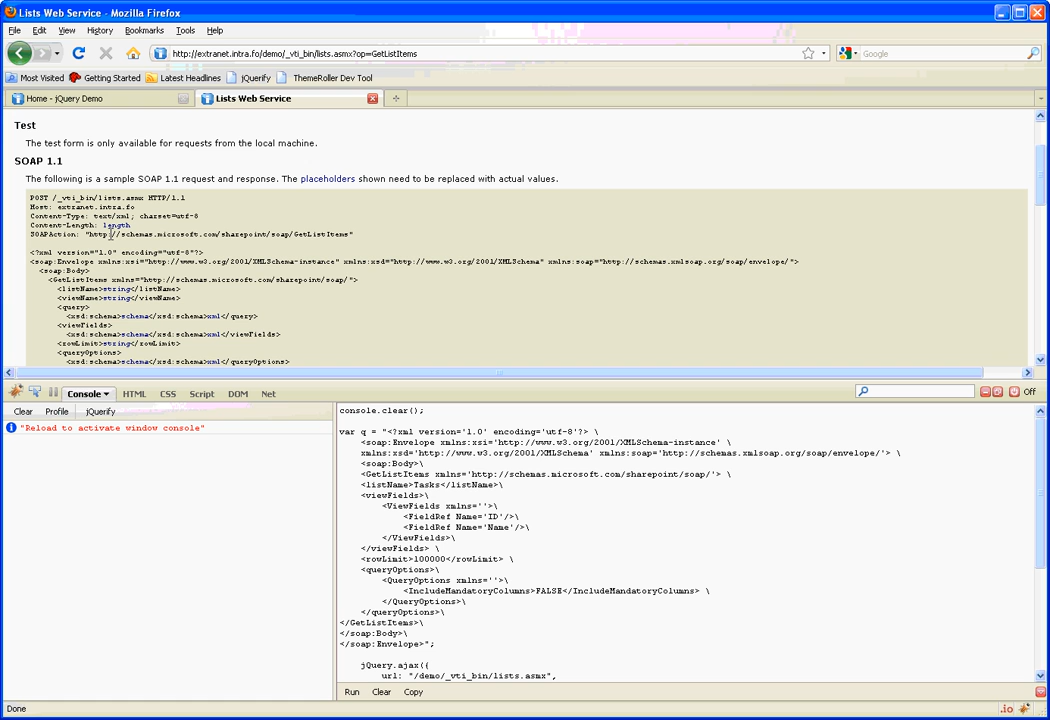 Lists Web Service - Mozilla Firefox
File Edit View History Bookmarks Tools Help
http://extranet.intra.fo/demo/_vti_bin/lists.asmx?op=GetListItems
Google
Most Visited Getting Started Latest Headlines jQuerify ThemeRoller Dev Tool
Home - jQuery Demo Lists Web Service
Test
The test form is only available for requests from the local machine.
SOAP 1.1
The following is a sample SOAP 1.1 request and response. The placeholders shown need to be replaced with actual values.
POST /_vti_bin/lists.asmx HTTP/1.1
Host: extranet.intra.fo
Content-Type: text/xml; charset=utf-8
Content-Length: length
SOAPAction: "http://schemas.microsoft.com/sharepoint/soap/GetListItems"
<?xml version="1.0" encoding="utf-8"?>
<soap:Envelope xmlns:xsi="http://www.w3.org/2001/XMLSchema-instance" xmlns:xsd="http://www.w3.org/2001/XMLSchema" xmlns:soap="http://schemas.xmlsoap.org/soap/envelope/">
<soap:Body>
<GetListItems xmlns="http://schemas.microsoft.com/sharepoint/soap/">
<listName>string</listName>
<viewName>string</viewName>
<query>
<xsd:schema>schema</xsd:schema>xml</query>
<viewFields>
<xsd:schema>schema</xsd:schema>xml</viewFields>
<rowLimit>string</rowLimit>
<queryOptions>
<xsd:schema>schema</xsd:schema>xml</queryOptions>
Console HTML CSS Script DOM Net
Off
Clear Profile jQuerify
"Reload to activate window console"
console.clear();
var q = "<?xml version='1.0' encoding='utf-8'?> \
<soap:Envelope xmlns:xsi='http://www.w3.org/2001/XMLSchema-instance' \
xmlns:xsd='http://www.w3.org/2001/XMLSchema' xmlns:soap='http://schemas.xmlsoap.org/soap/envelope/'> \
<soap:Body>\
<GetListItems xmlns='http://schemas.microsoft.com/sharepoint/soap/'> \
<listName>Tasks</listName>\
<viewFields>\
<ViewFields xmlns=''>\
<FieldRef Name='ID'/>\
<FieldRef Name='Name'/>\
</ViewFields>\
</viewFields> \
<rowLimit>100000</rowLimit> \
<queryOptions>\
<QueryOptions xmlns=''>\
<IncludeMandatoryColumns>FALSE</IncludeMandatoryColumns> \
</QueryOptions>\
</queryOptions>\
</GetListItems>\
</soap:Body>\
</soap:Envelope>";
jQuery.ajax({
url: "/demo/_vti_bin/lists.asmx",
Run Clear Copy
Done
.io